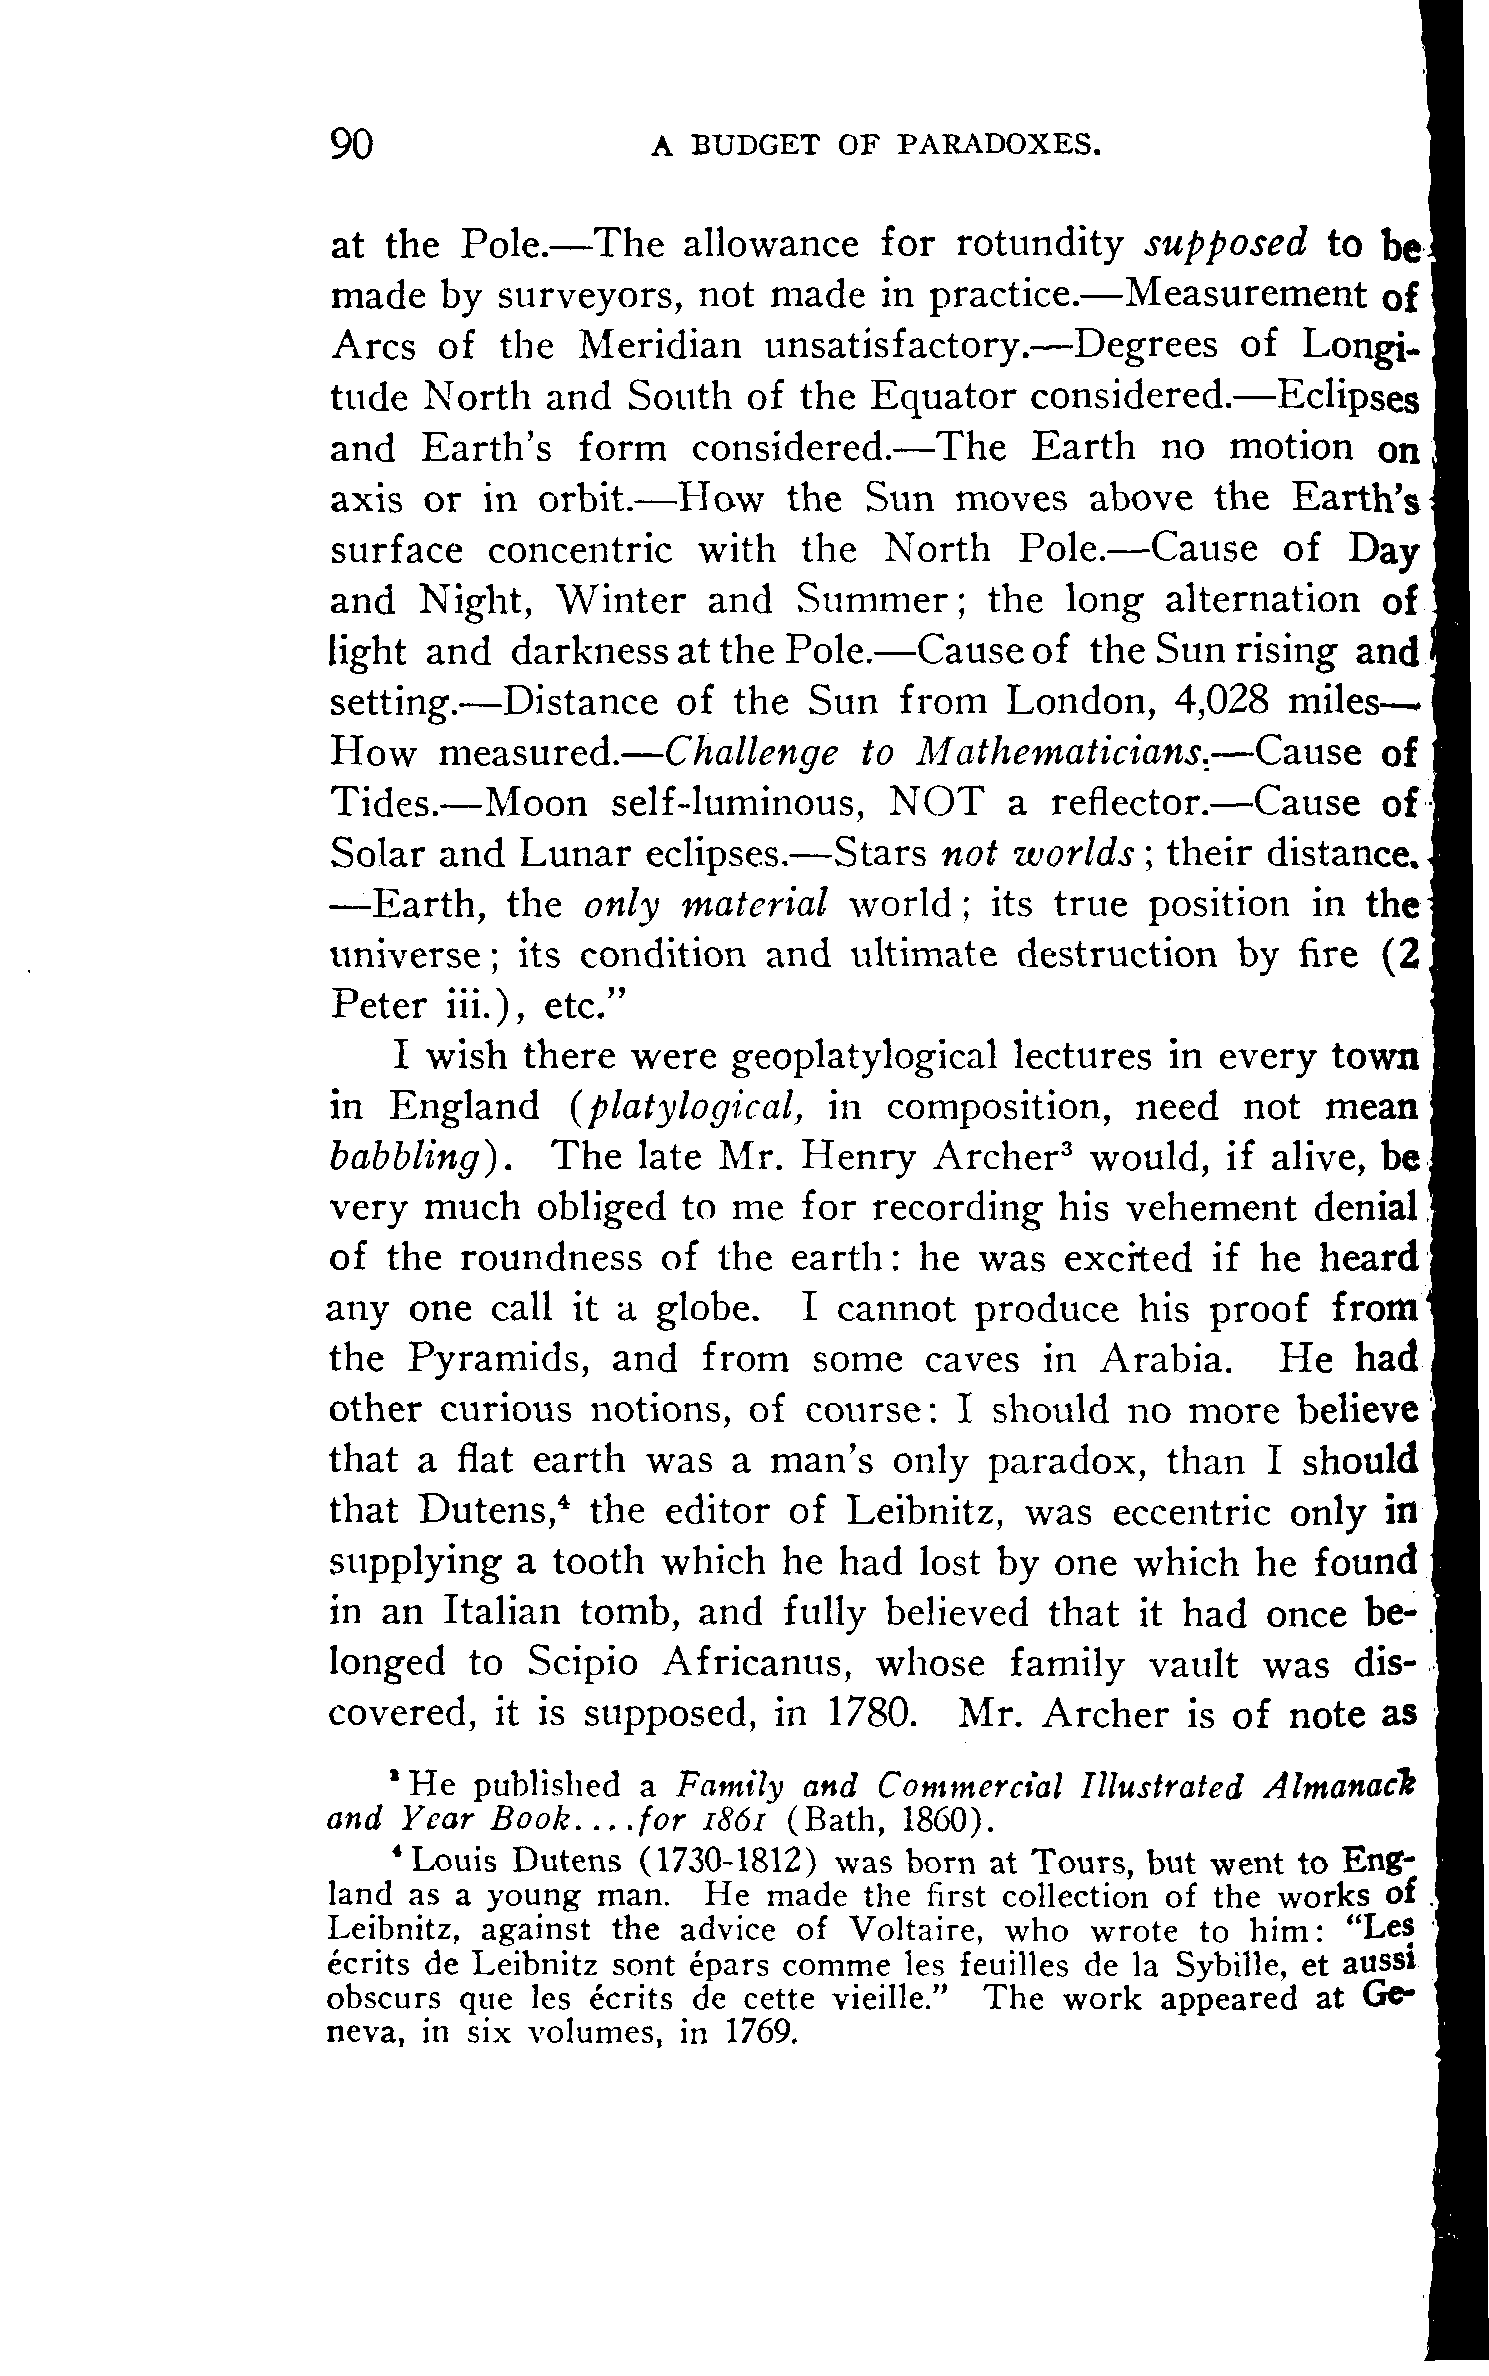 90 A BUDGET OF PARADOXES.
at the Pole.—The allowance for rotundity supposed to be
made by surveyors, not made in practice.—Measurement of
Arcs of the Meridian unsatisfactory.—Degrees of Longi-
tude North and South of the Equator considered.—Eclipses
and Earth's form considered.—The Earth no motion on
axis or in orbit.—How the Sun moves above the Earth's
surface concentric with the North Pole.—Cause of Day
and Night, Winter and Summer; the long alternation of
light and darkness at the Pole.—Cause of the Sun rising and
setting.—Distance of the Sun from London, 4,028 miles—
How measured.—Challenge to Mathematicians.—Cause of
Tides.—Moon self-luminous, NOT a reflector.—Cause of
Solar and Lunar eclipses.—Stars not worlds; their distance.
—Earth, the only material world; its true position in the
universe; its condition and ultimate destruction by fire (2
Peter iii.), etc."
I wish there were geoplatylogical lectures in every town
in England (platylogical, in composition, need not mean
babbling). The late Mr. Henry Archer³ would, if alive, be
very much obliged to me for recording his vehement denial
of the roundness of the earth: he was excited if he heard
any one call it a globe. I cannot produce his proof from
the Pyramids, and from some caves in Arabia. He had
other curious notions, of course: I should no more believe
that a flat earth was a man's only paradox, than I should
that Dutens,⁴ the editor of Leibnitz, was eccentric only in
supplying a tooth which he had lost by one which he found
in an Italian tomb, and fully believed that it had once be-
longed to Scipio Africanus, whose family vault was dis-
covered, it is supposed, in 1780. Mr. Archer is of note as
³ He published a Family and Commercial Illustrated Almanack
and Year Book....for 1861 (Bath, 1860).
⁴ Louis Dutens (1730-1812) was born at Tours, but went to Eng-
land as a young man. He made the first collection of the works of
Leibnitz, against the advice of Voltaire, who wrote to him: "Les
écrits de Leibnitz sont épars comme les feuilles de la Sybille, et aussi
obscurs que les écrits de cette vieille." The work appeared at Ge-
neva, in six volumes, in 1769.